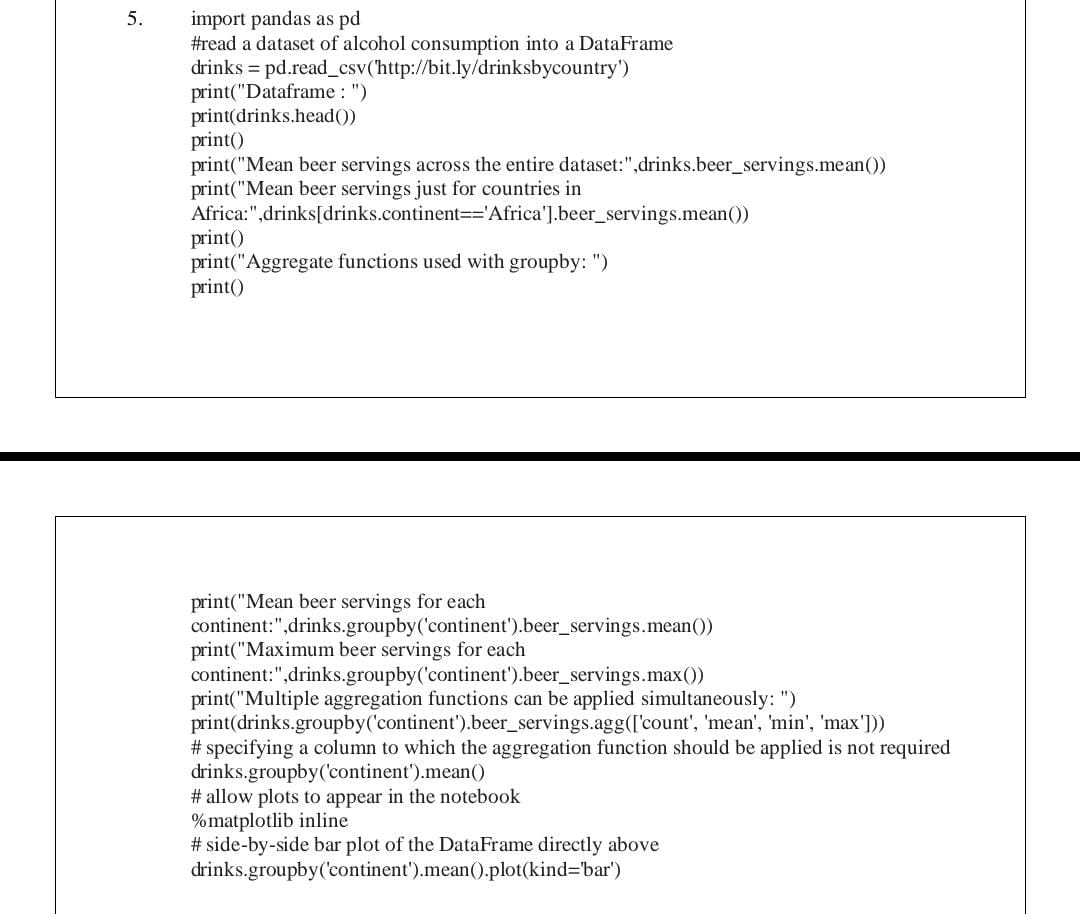 5. import pandas as pd
#read a dataset of alcohol consumption into a DataFrame
drinks = pd.read_csv('http://bit.ly/drinksbycountry')
print("Dataframe : ")
print(drinks.head())
print()
print("Mean beer servings across the entire dataset:",drinks.beer_servings.mean())
print("Mean beer servings just for countries in
Africa:",drinks[drinks.continent=='Africa'].beer_servings.mean())
print()
print("Aggregate functions used with groupby: ")
print()
print("Mean beer servings for each
continent:",drinks.groupby('continent').beer_servings.mean())
print("Maximum beer servings for each
continent:",drinks.groupby('continent').beer_servings.max())
print("Multiple aggregation functions can be applied simultaneously: ")
print(drinks.groupby('continent').beer_servings.agg(['count', 'mean', 'min', 'max']))
# specifying a column to which the aggregation function should be applied is not required
drinks.groupby('continent').mean()
# allow plots to appear in the notebook
%matplotlib inline
# side-by-side bar plot of the DataFrame directly above
drinks.groupby('continent').mean().plot(kind='bar')